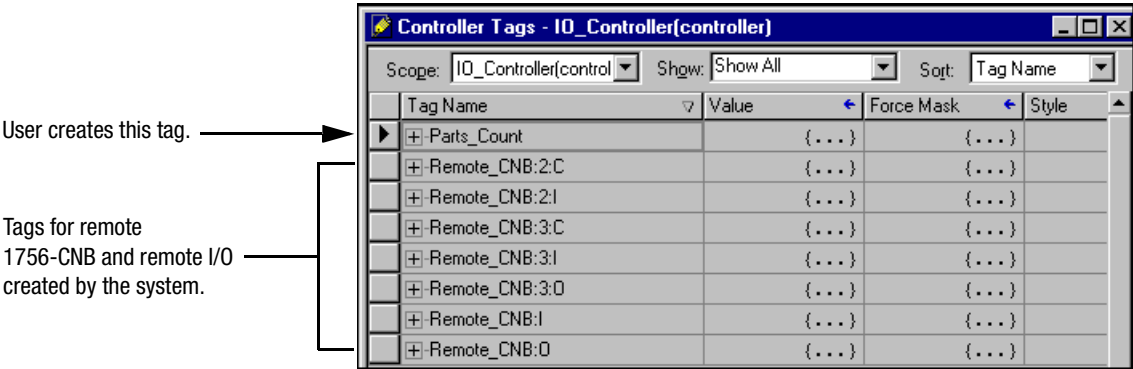 Controller Tags - IO_Controller(controller)
Scope: IO_Controller(control Show: Show All Sort: Tag Name
Tag Name Value Force Mask Style
User creates this tag.
Parts_Count {...} {...}
Remote_CNB:2:C {...} {...}
Remote_CNB:2:I {...} {...}
Tags for remote
1756-CNB and remote I/O
created by the system.
Remote_CNB:3:C {...} {...}
Remote_CNB:3:I {...} {...}
Remote_CNB:3:O {...} {...}
Remote_CNB:I {...} {...}
Remote_CNB:O {...} {...}